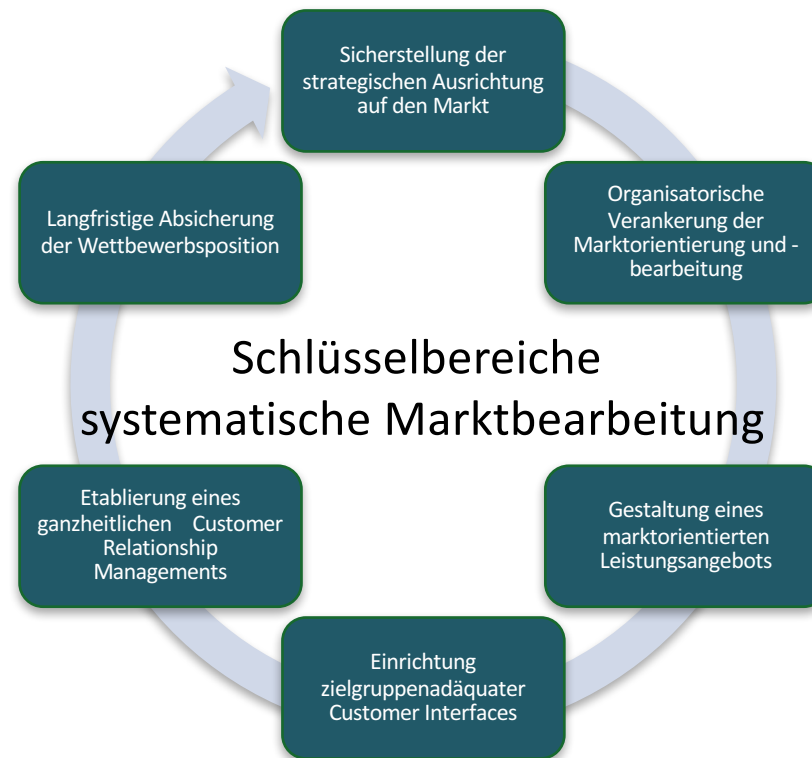 Sicherstellung der
strategischen Ausrichtung
auf den Markt
Organisatorische
Verankerung der
Marktorientierung und -
bearbeitung
Gestaltung eines
marktorientierten
Leistungsangebots
Einrichtung
zielgruppenadäquater
Customer Interfaces
Etablierung eines
ganzheitlichen Customer
Relationship
Managements
Langfristige Absicherung
der Wettbewerbsposition
Schlüsselbereiche
systematische Marktbearbeitung